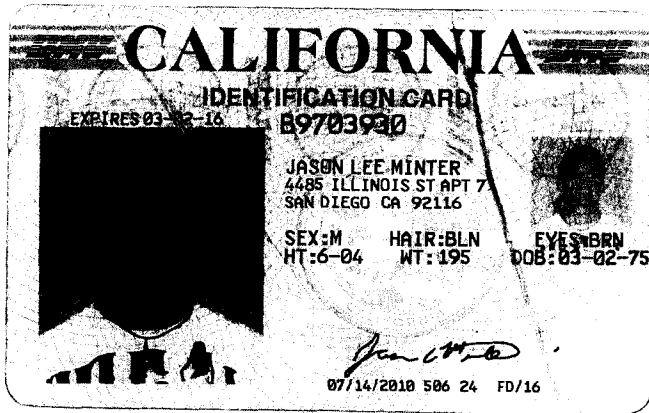 CALIFORNIA
IDENTIFICATION CARD
EXPIRES 03-02-16
B9703930
JASON LEE MINTER
4485 ILLINOIS ST APT 7
SAN DIEGO CA 92116
SEX:M HAIR:BLN EYES:BRN
HT:6-04 WT:195 DOB:03-02-75
07/14/2010 506 24 FD/16